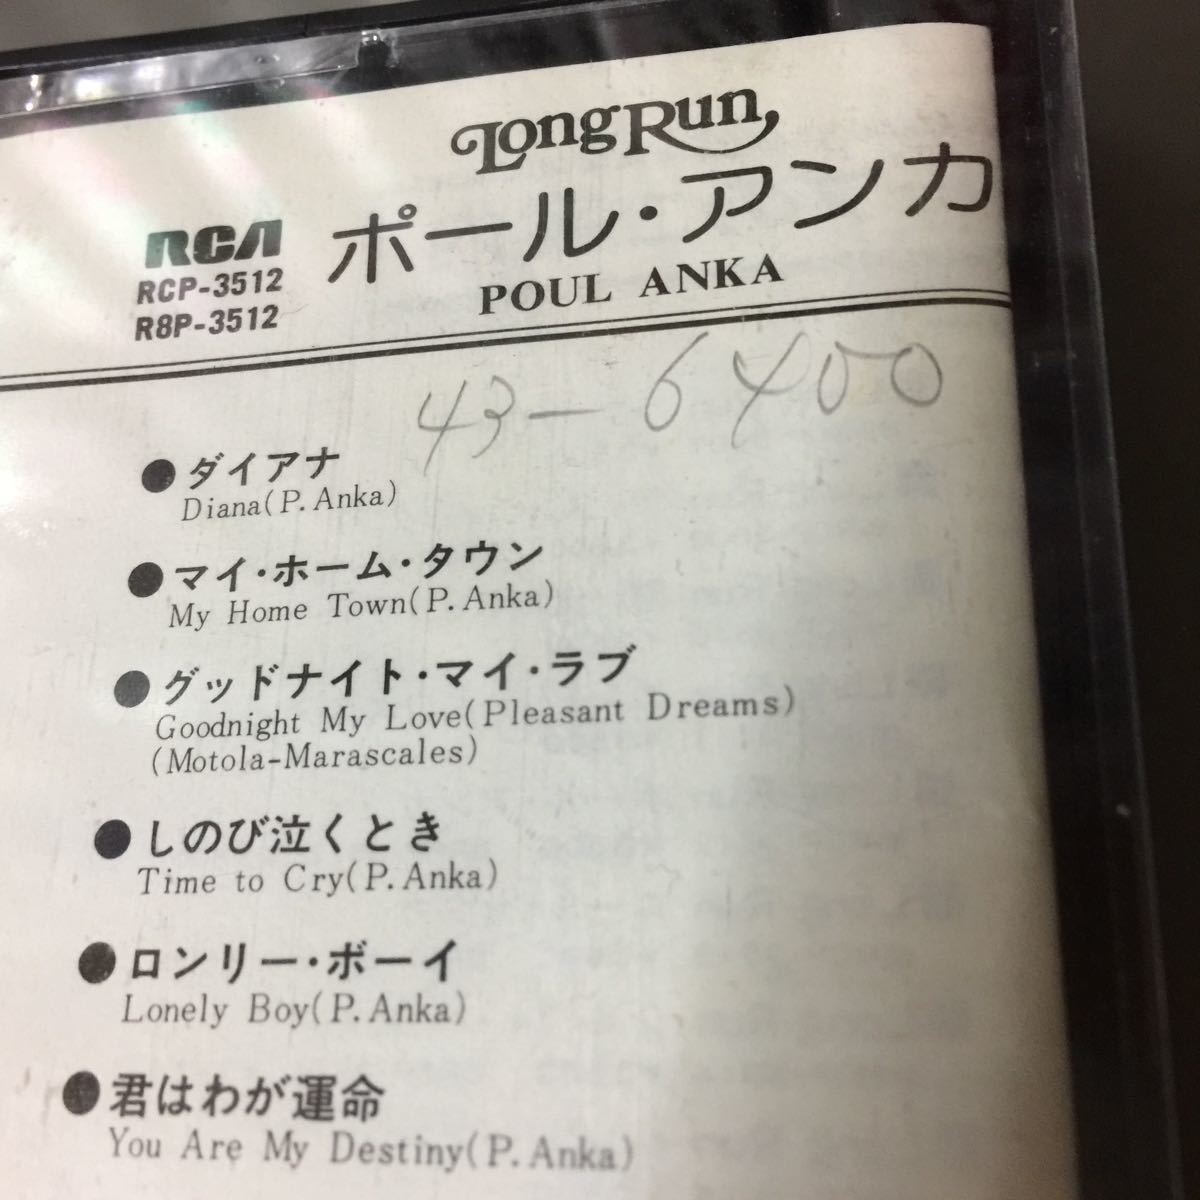 Long Run
ポール・アンカ
RCA
RCP-3512
R8P-3512
POUL ANKA
43-6400
●ダイアナ
Diana(P.Anka)
●マイ・ホーム・タウン
My Home Town(P.Anka)
●グッドナイト・マイ・ラブ
Goodnight My Love(Pleasant Dreams)
(Motola-Marascales)
●しのび泣くとき
Time to Cry(P.Anka)
●ロンリー・ボーイ
Lonely Boy(P.Anka)
●君はわが運命
You Are My Destiny(P.Anka)